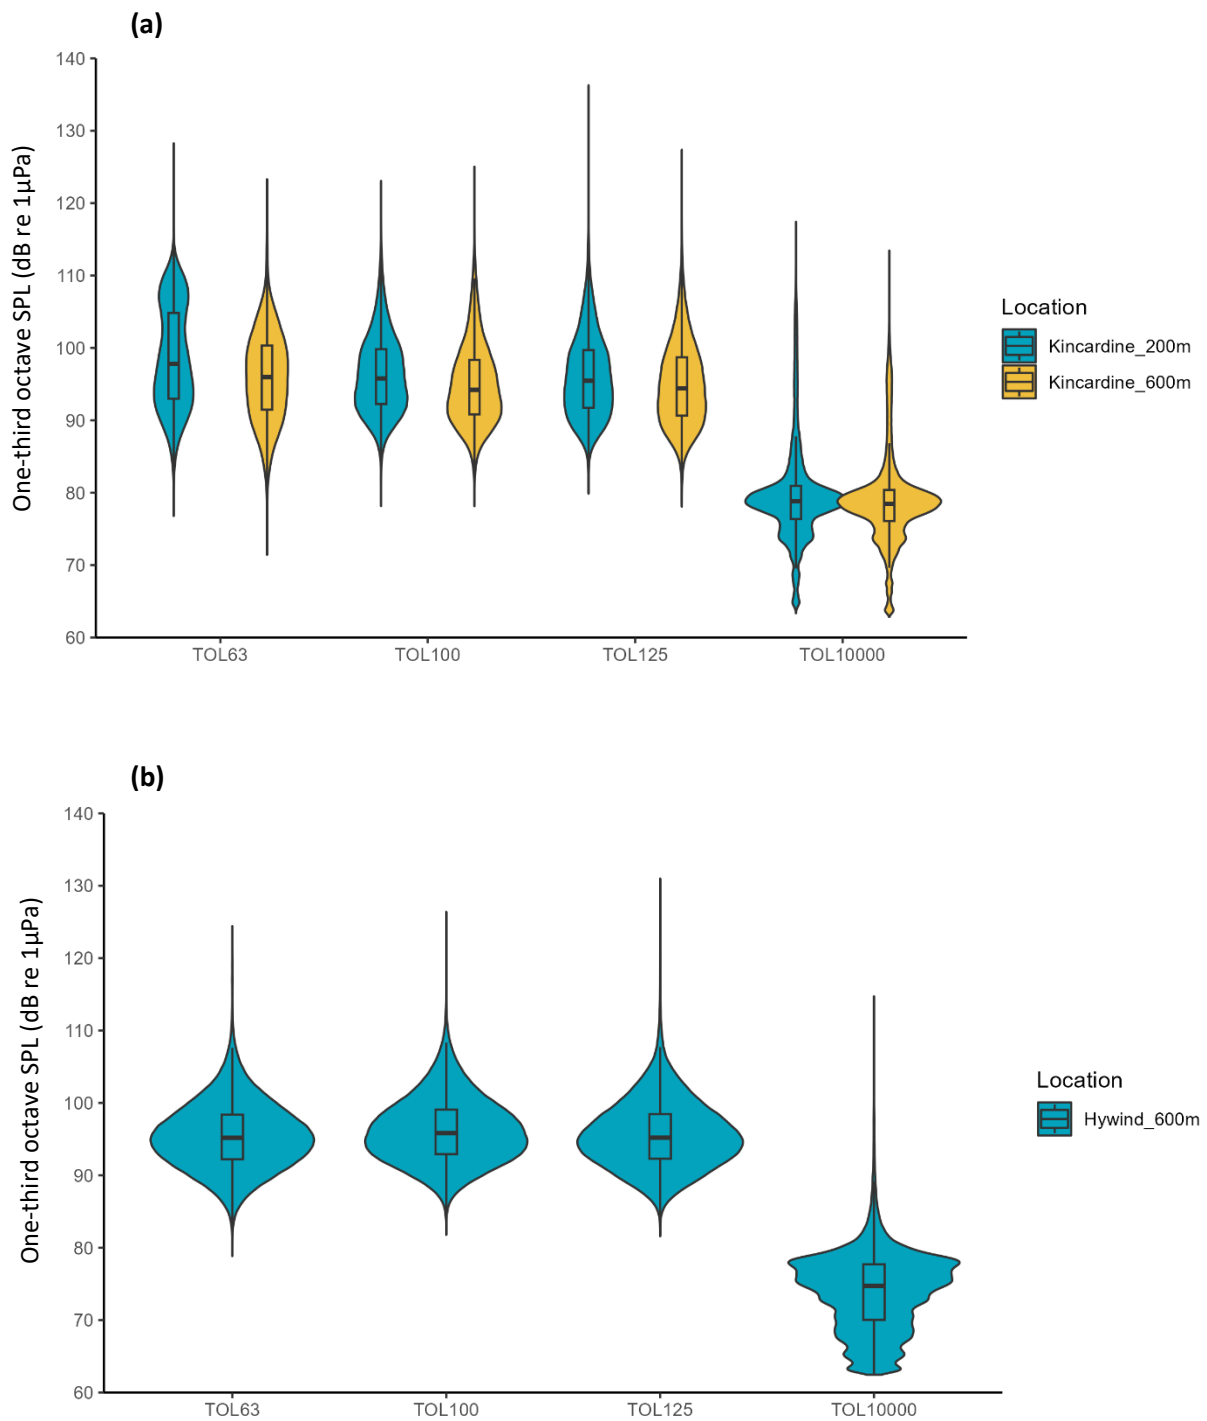 (a)
One-third octave SPL (dB re 1µPa)
140
130
120
110
100
90
80
70
60
TOL63
TOL100
TOL125
TOL10000
Location
Kincardine_200m
Kincardine_600m
(b)
One-third octave SPL (dB re 1µPa)
140
130
120
110
100
90
80
70
60
TOL63
TOL100
TOL125
TOL10000
Location
Hywind_600m